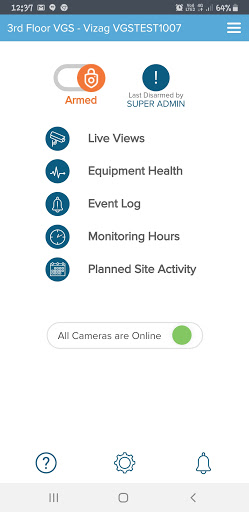 12:37
64%
3rd Floor VGS - Vizag VGSTEST1007
Armed
!
Last Disarmed by
SUPER ADMIN
Live Views
Equipment Health
Event Log
Monitoring Hours
Planned Site Activity
All Cameras are Online
?